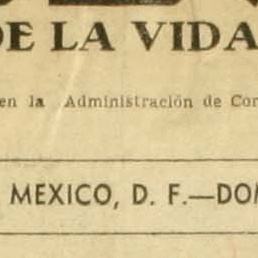 DE LA VIDA
en la Administración de Cor
MEXICO, D. F.—DOM